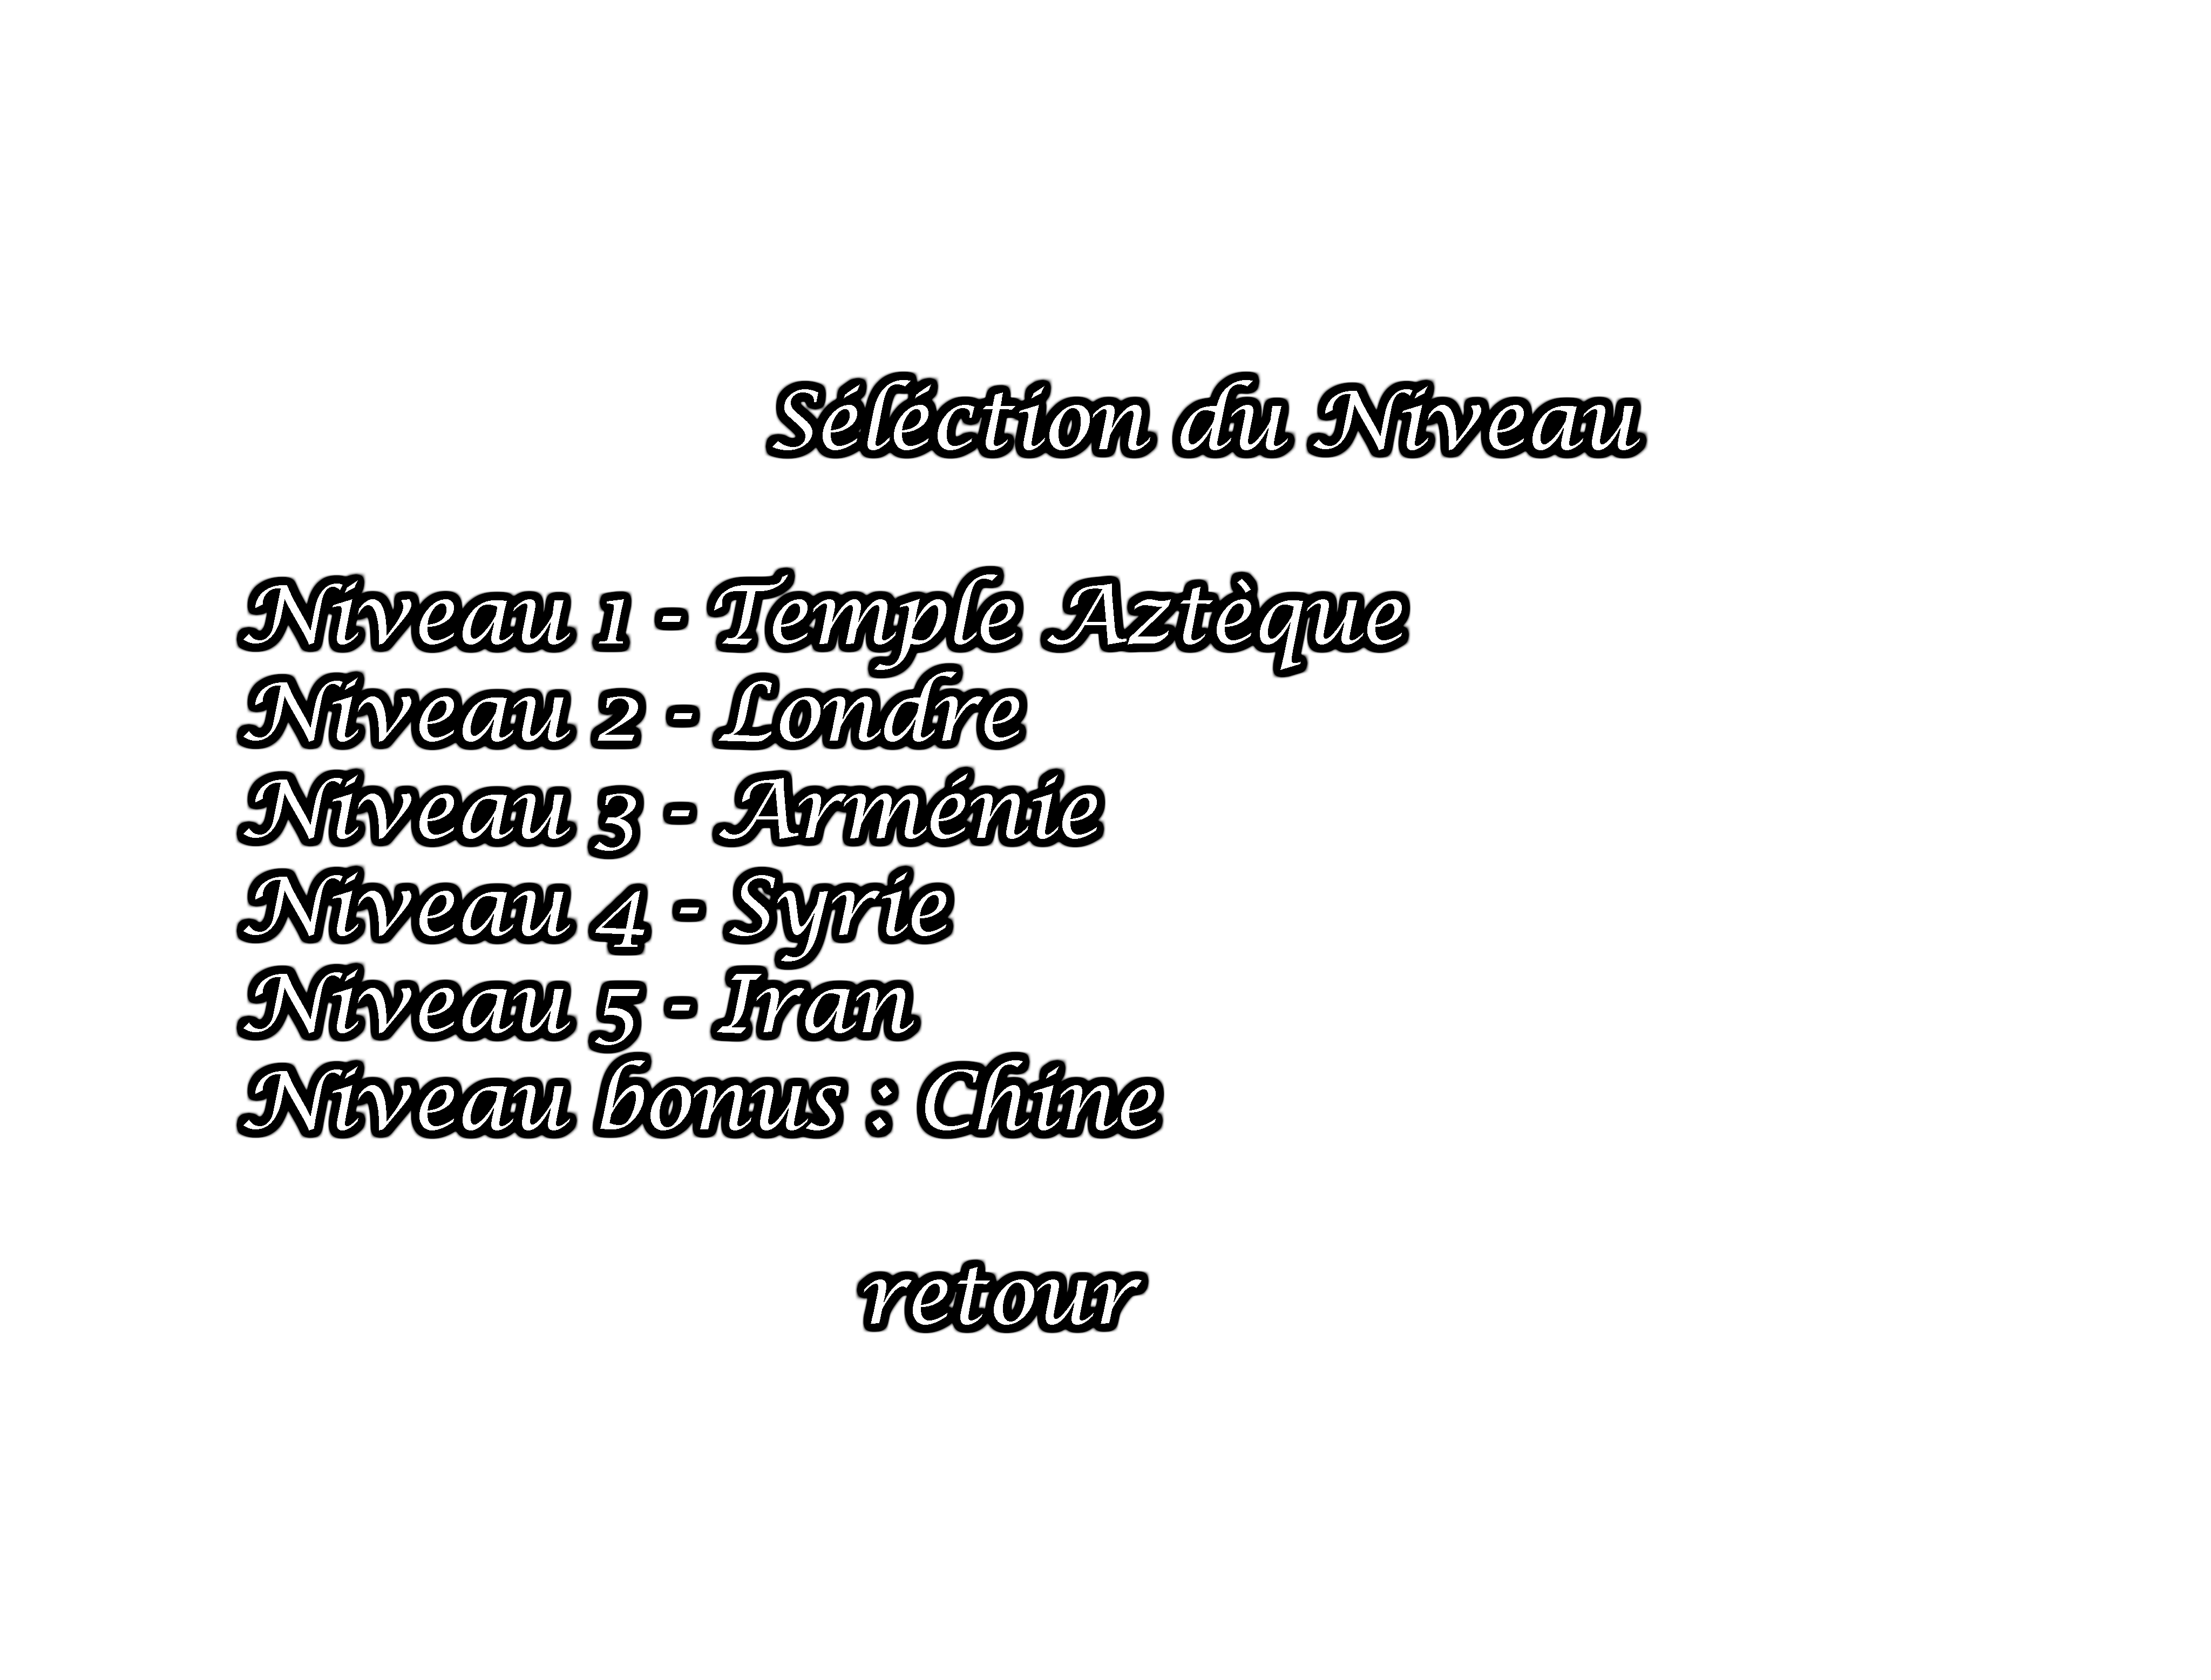 Séléction du Niveau
Niveau 1 - Temple Aztèque
Niveau 2 - Londre
Niveau 3 - Arménie
Niveau 4 - Syrie
Niveau 5 - Iran
Niveau bonus : Chine
retour